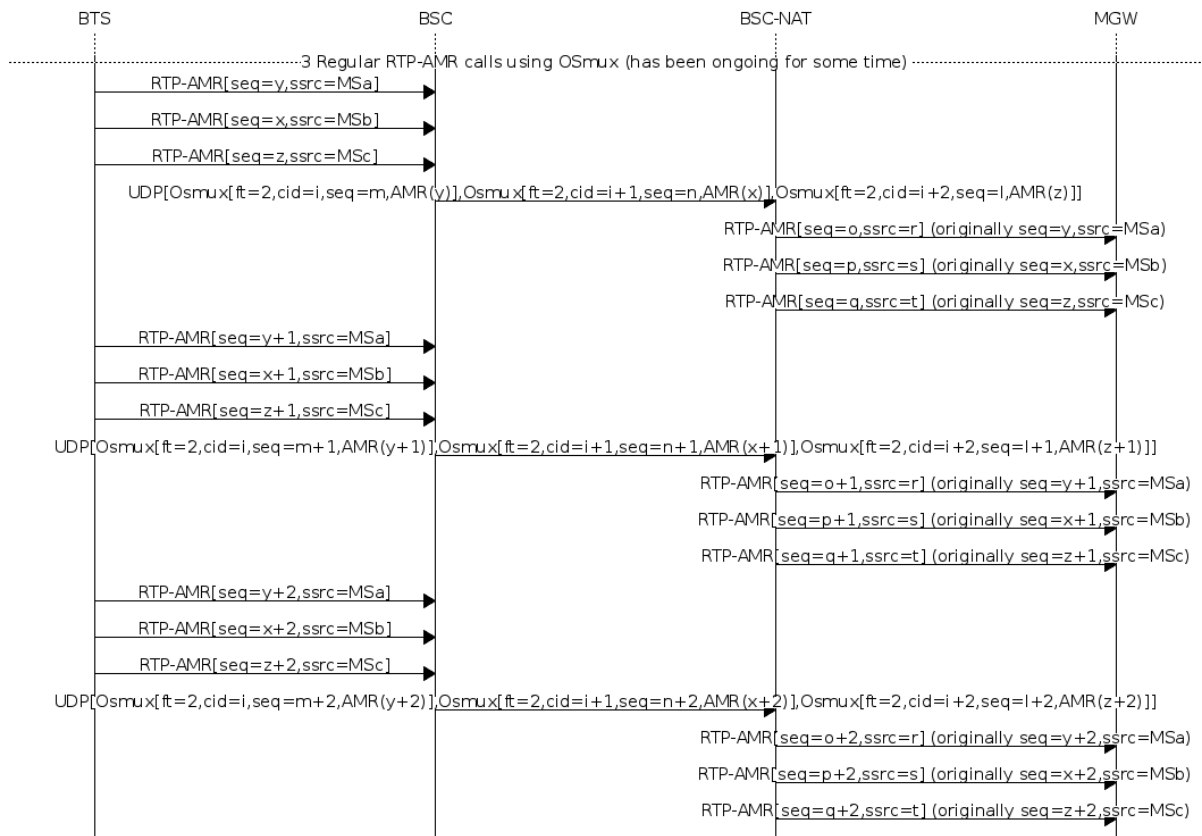 BTS BSC BSC-NAT MGW
3 Regular RTP-AMR calls using OSmux (has been ongoing for some time)
RTP-AMR[seq=y,ssrc=MSa]
RTP-AMR[seq=x,ssrc=MSb]
RTP-AMR[seq=z,ssrc=MSc]
UDP[Osmux[ft=2,cid=i,seq=m,AMR(y)],Osmux[ft=2,cid=i+1,seq=n,AMR(x)],Osmux[ft=2,cid=i+2,seq=l,AMR(z)]]
RTP-AMR[seq=o,ssrc=r] (originally seq=y,ssrc=MSa)
RTP-AMR[seq=p,ssrc=s] (originally seq=x,ssrc=MSb)
RTP-AMR[seq=q,ssrc=t] (originally seq=z,ssrc=MSc)
RTP-AMR[seq=y+1,ssrc=MSa]
RTP-AMR[seq=x+1,ssrc=MSb]
RTP-AMR[seq=z+1,ssrc=MSc]
UDP[Osmux[ft=2,cid=i,seq=m+1,AMR(y+1)],Osmux[ft=2,cid=i+1,seq=n+1,AMR(x+1)],Osmux[ft=2,cid=i+2,seq=l+1,AMR(z+1)]]
RTP-AMR[seq=o+1,ssrc=r] (originally seq=y+1,ssrc=MSa)
RTP-AMR[seq=p+1,ssrc=s] (originally seq=x+1,ssrc=MSb)
RTP-AMR[seq=q+1,ssrc=t] (originally seq=z+1,ssrc=MSc)
RTP-AMR[seq=y+2,ssrc=MSa]
RTP-AMR[seq=x+2,ssrc=MSb]
RTP-AMR[seq=z+2,ssrc=MSc]
UDP[Osmux[ft=2,cid=i,seq=m+2,AMR(y+2)],Osmux[ft=2,cid=i+1,seq=n+2,AMR(x+2)],Osmux[ft=2,cid=i+2,seq=l+2,AMR(z+2)]]
RTP-AMR[seq=o+2,ssrc=r] (originally seq=y+2,ssrc=MSa)
RTP-AMR[seq=p+2,ssrc=s] (originally seq=x+2,ssrc=MSb)
RTP-AMR[seq=q+2,ssrc=t] (originally seq=z+2,ssrc=MSc)